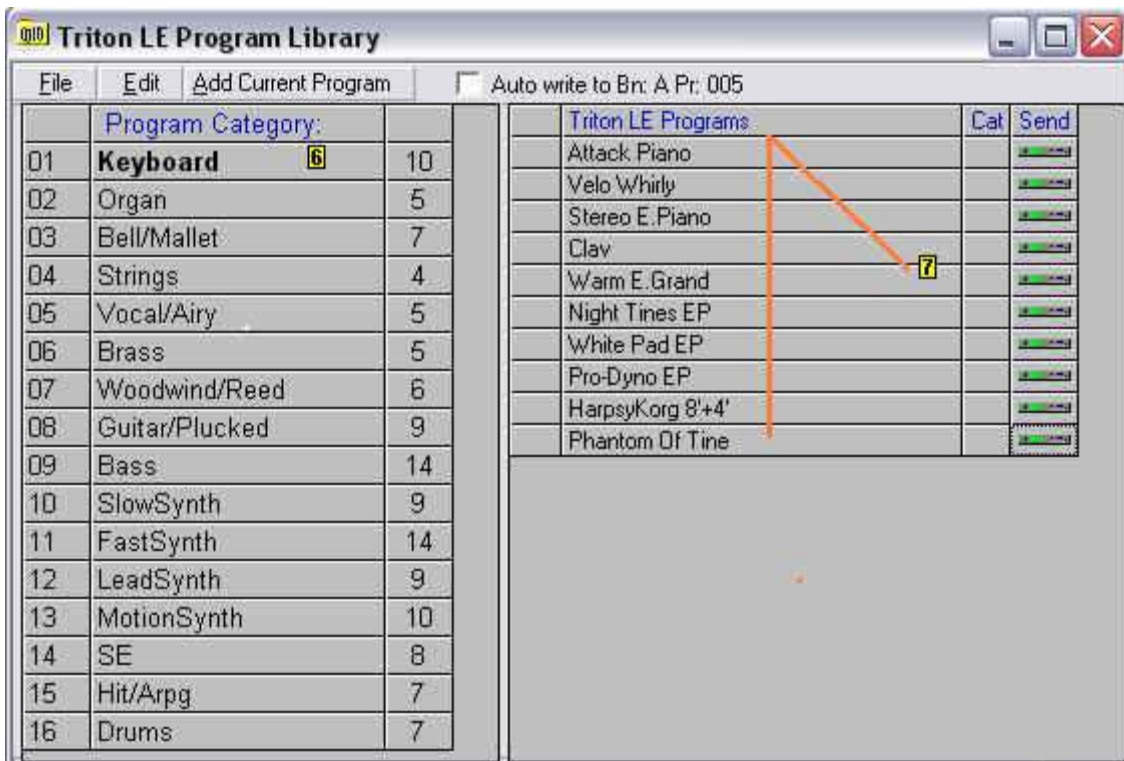 Triton LE Program Library
File Edit Add Current Program Auto write to Bn: A Pr: 005
Program Category:
01 Keyboard 6 10
02 Organ 5
03 Bell/Mallet 7
04 Strings 4
05 Vocal/Airy 5
06 Brass 5
07 Woodwind/Reed 6
08 Guitar/Plucked 9
09 Bass 14
10 SlowSynth 9
11 FastSynth 14
12 LeadSynth 9
13 MotionSynth 10
14 SE 8
15 Hit/Arpg 7
16 Drums 7
Triton LE Programs Cat Send
Attack Piano
Velo Whirly
Stereo E.Piano
Clav
7
Warm E.Grand
Night Tines EP
White Pad EP
Pro-Dyno EP
HarpsyKorg 8'+4'
Phantom Of Tine